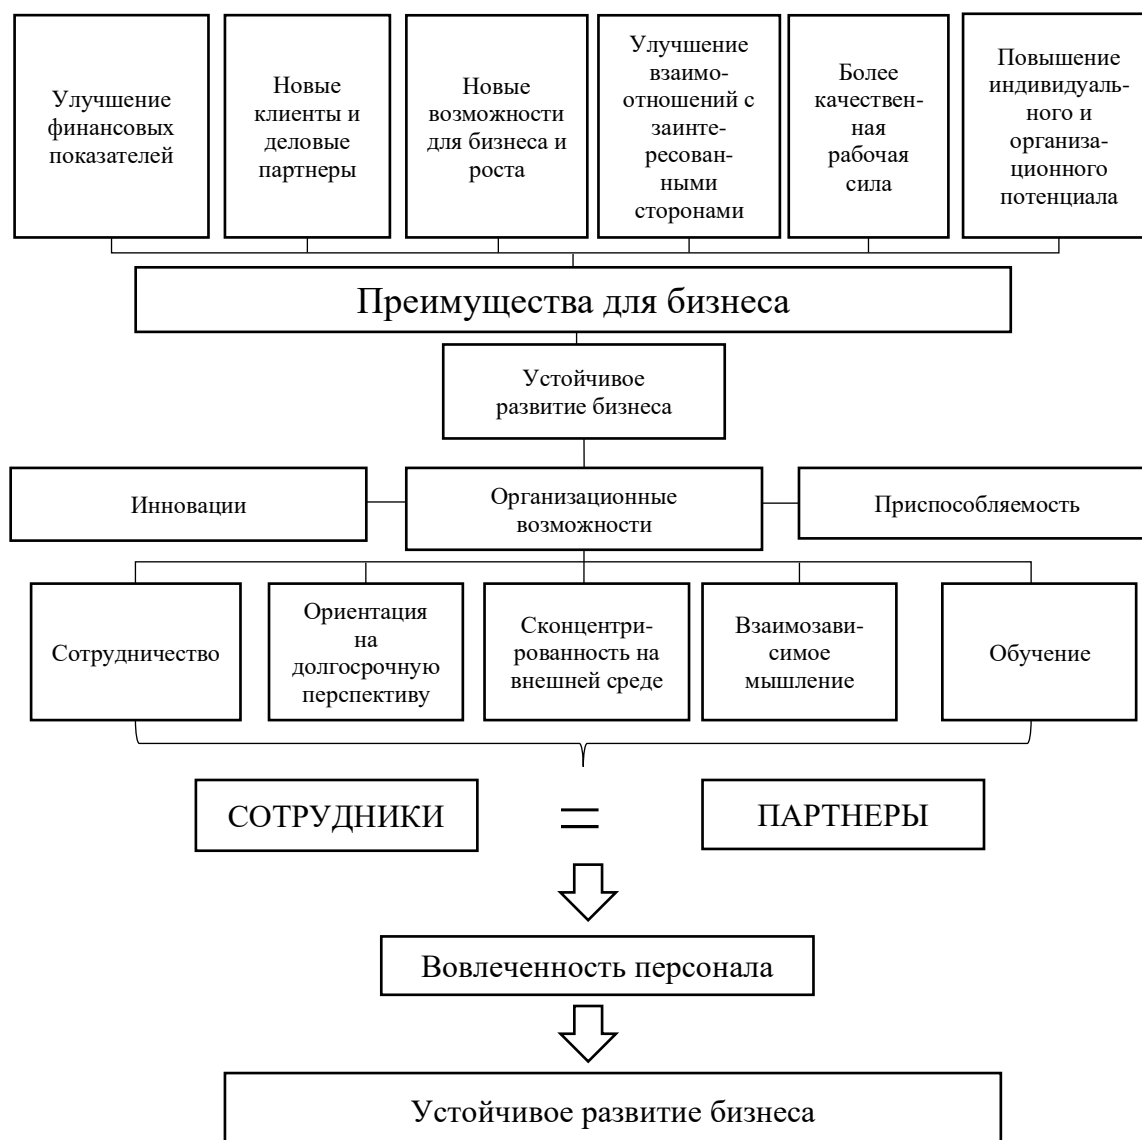 Улучшение
финансовых
показателей
Новые
клиенты и
деловые
партнеры
Новые
возможности
для бизнеса и
роста
Улучшение
взаимо-
отношений с
заинте-
ресован-
ными
сторонами
Более
качествен-
ная
рабочая
сила
Повышение
индивидуаль-
ного и
организа-
ционного
потенциала
Преимущества для бизнеса
Устойчивое
развитие бизнеса
Инновации
Организационные
возможности
Приспособляемость
Сотрудничество
Ориентация
на
долгосрочную
перспективу
Сконцентри-
рованность на
внешней среде
Взаимозави-
симое
мышление
Обучение
СОТРУДНИКИ
=
ПАРТНЕРЫ
Вовлеченность персонала
Устойчивое развитие бизнеса